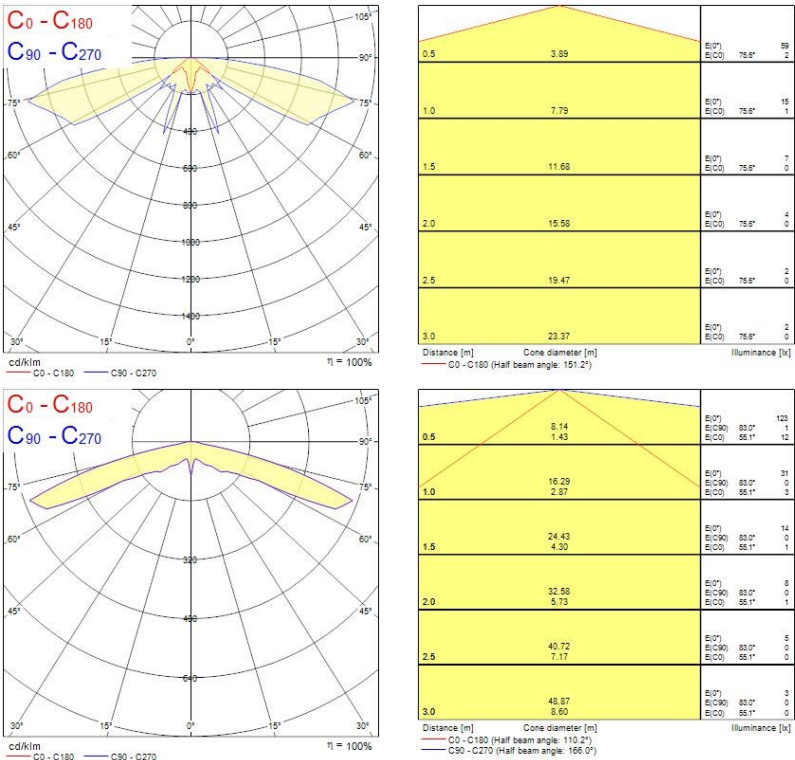 C0 - C180
C90 - C270
105°
90°
75°
75°
60°
60°
45°
45°
400
600
800
1000
1200
1400
30°
15°
0°
15°
30°
cd/klm
η = 100%
C0 - C180
C90 - C270
0.5
3.89
E(0°) 59
E(C0) 75.6° 2
1.0
7.79
E(0°) 15
E(C0) 75.6° 1
1.5
11.68
E(0°) 7
E(C0) 75.6° 0
2.0
15.58
E(0°) 4
E(C0) 75.6° 0
2.5
19.47
E(0°) 2
E(C0) 75.6° 0
3.0
23.37
E(0°) 2
E(C0) 75.6° 0
Distance [m] Cone diameter [m] Illuminance [lx]
C0 - C180 (Half beam angle: 151.2°)
C0 - C180
C90 - C270
105°
90°
75°
75°
60°
60°
45°
45°
320
640
30°
15°
0°
15°
30°
cd/klm
η = 100%
C0 - C180
C90 - C270
0.5
8.14
1.43
E(0°) 123
E(C90) 83.0° 1
E(C0) 55.1° 12
1.0
16.29
2.87
E(0°) 31
E(C90) 83.0° 0
E(C0) 55.1° 3
1.5
24.43
4.30
E(0°) 14
E(C90) 83.0° 0
E(C0) 55.1° 1
2.0
32.58
5.73
E(0°) 8
E(C90) 83.0° 0
E(C0) 55.1° 1
2.5
40.72
7.17
E(0°) 5
E(C90) 83.0° 0
E(C0) 55.1° 0
3.0
48.87
8.60
E(0°) 3
E(C90) 83.0° 0
E(C0) 55.1° 0
Distance [m] Cone diameter [m] Illuminance [lx]
C0 - C180 (Half beam angle: 110.2°)
C90 - C270 (Half beam angle: 166.0°)